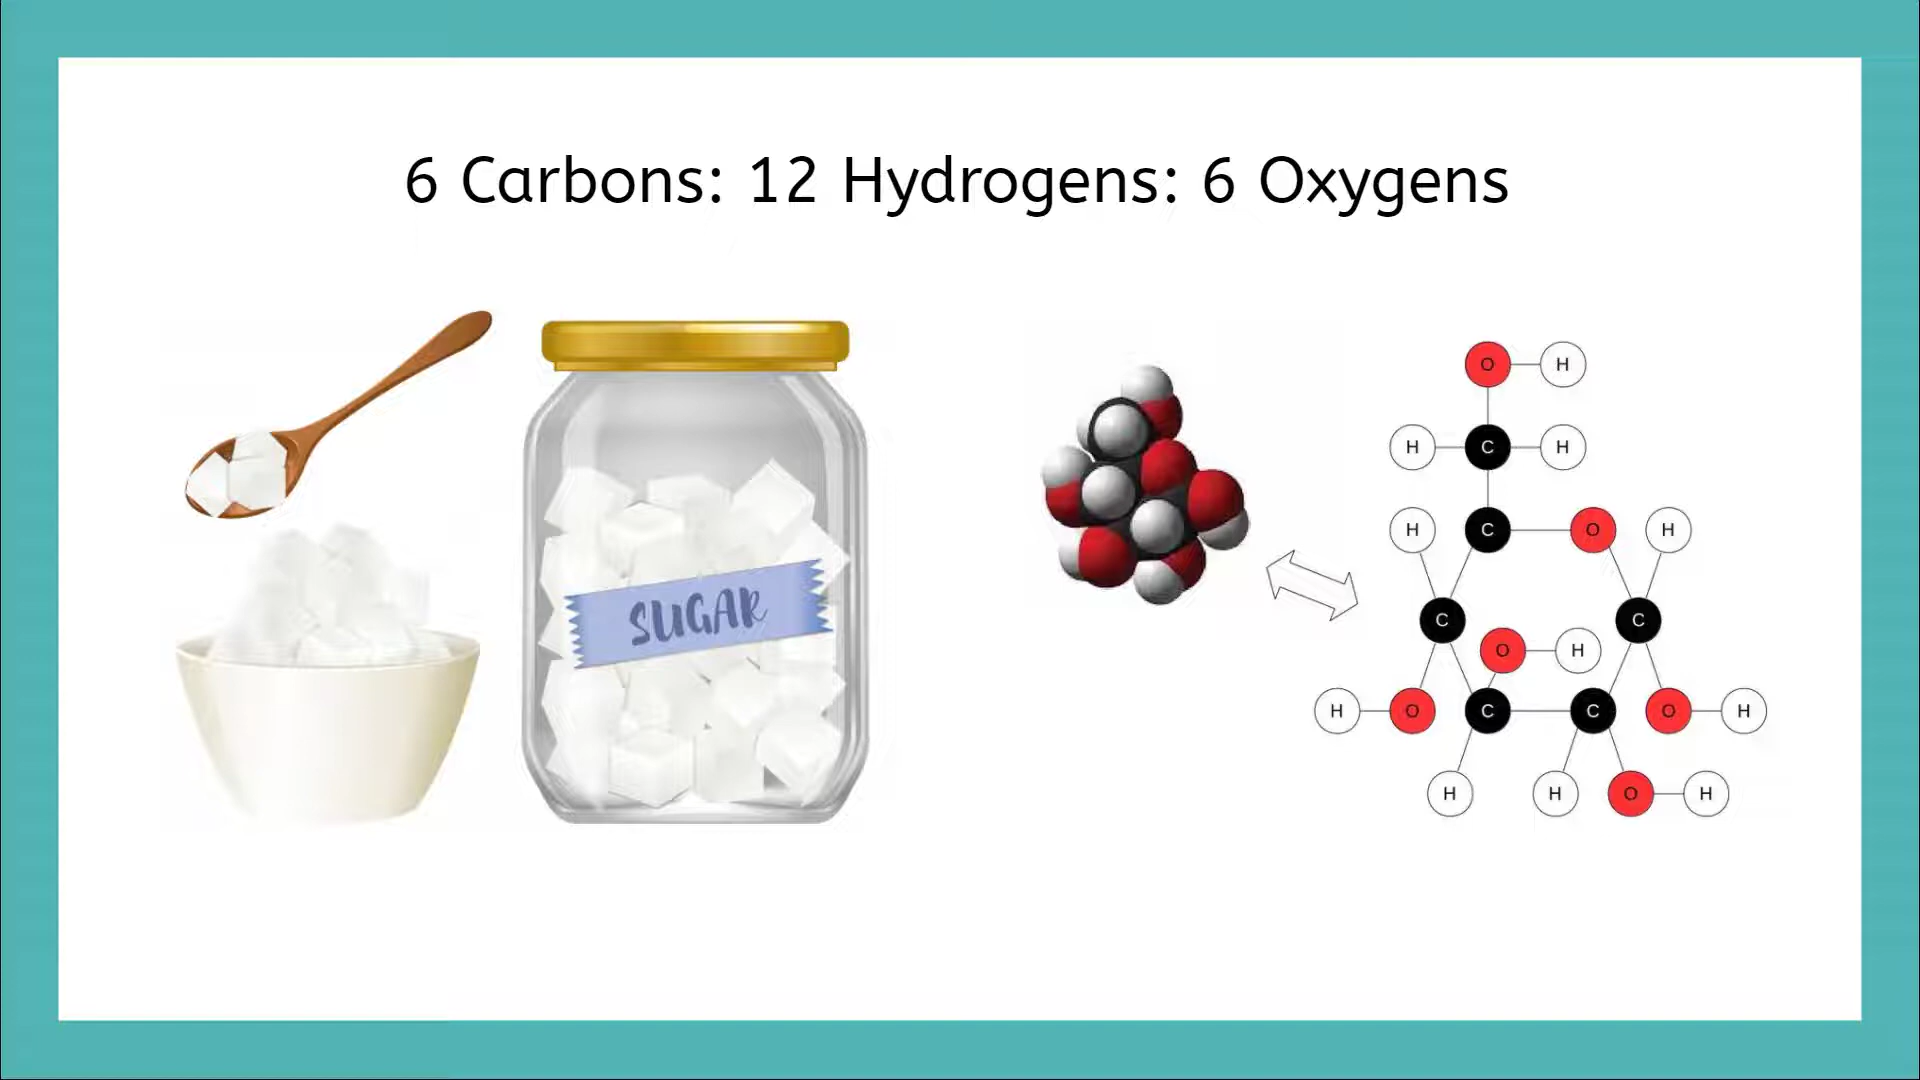 6 Carbons: 12 Hydrogens: 6 Oxygens
SUGAR
O H
H C H
H C O H
C C
O H
H O C C O H
H H O H